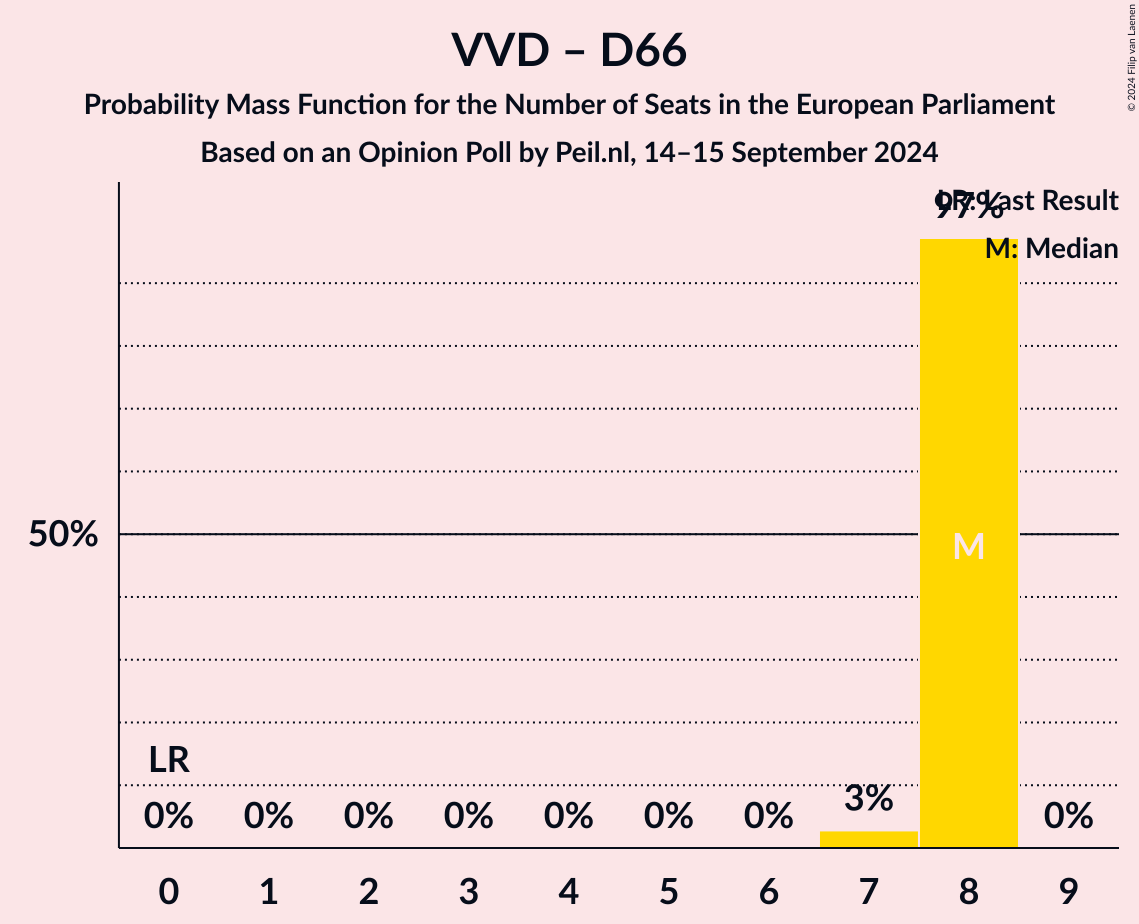 VVD – D66
Probability Mass Function for the Number of Seats in the European Parliament
Based on an Opinion Poll by Peil.nl, 14–15 September 2024
© 2024 Filip van Laenen
LR: Last Result
97%
M: Median
50%
M
LR
0% 0% 0% 0% 0% 0% 0% 3% 0%
0 1 2 3 4 5 6 7 8 9